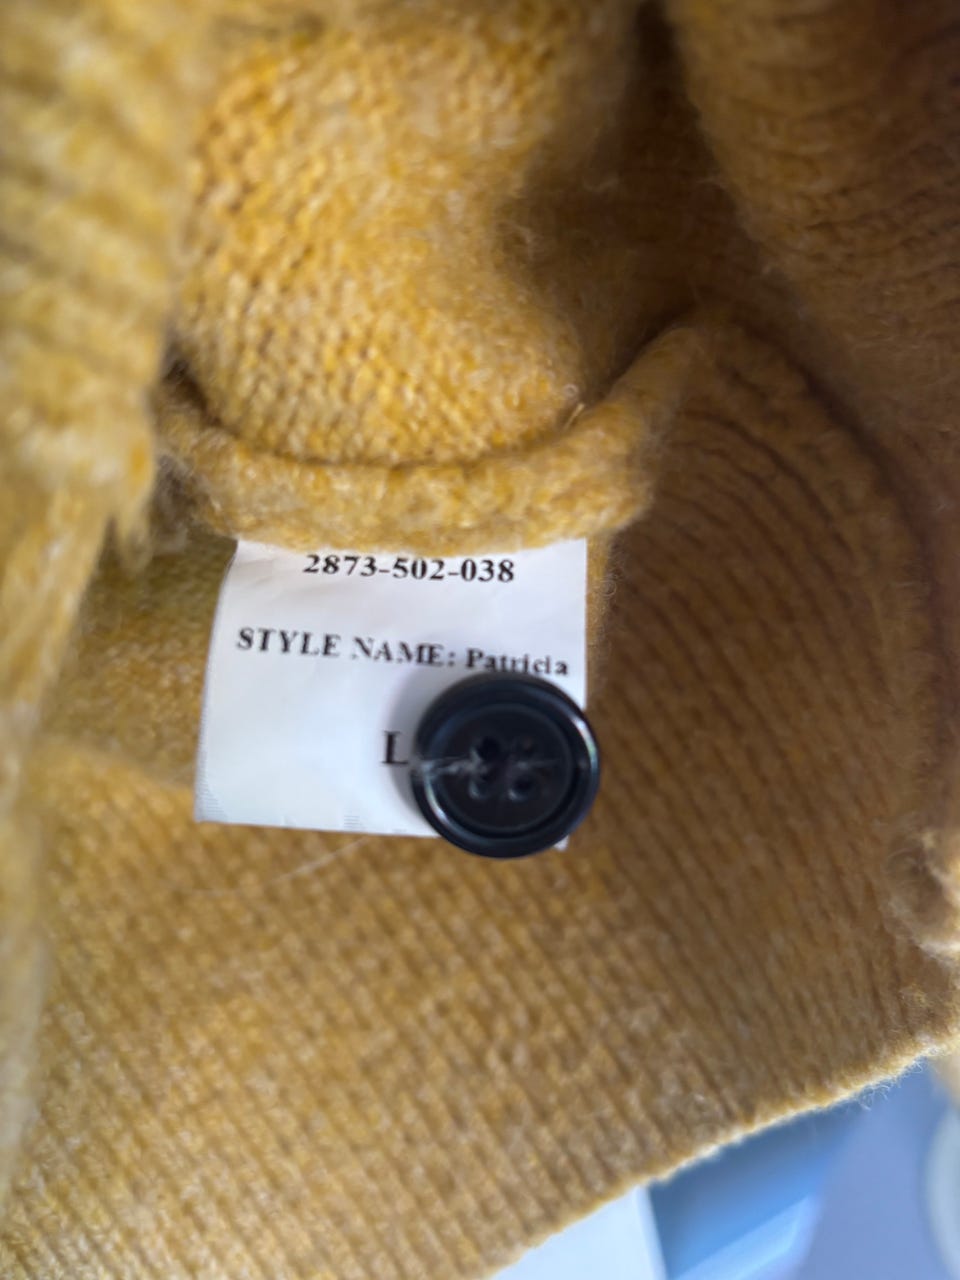 2873-502-038
STYLE NAME: Patricia
L